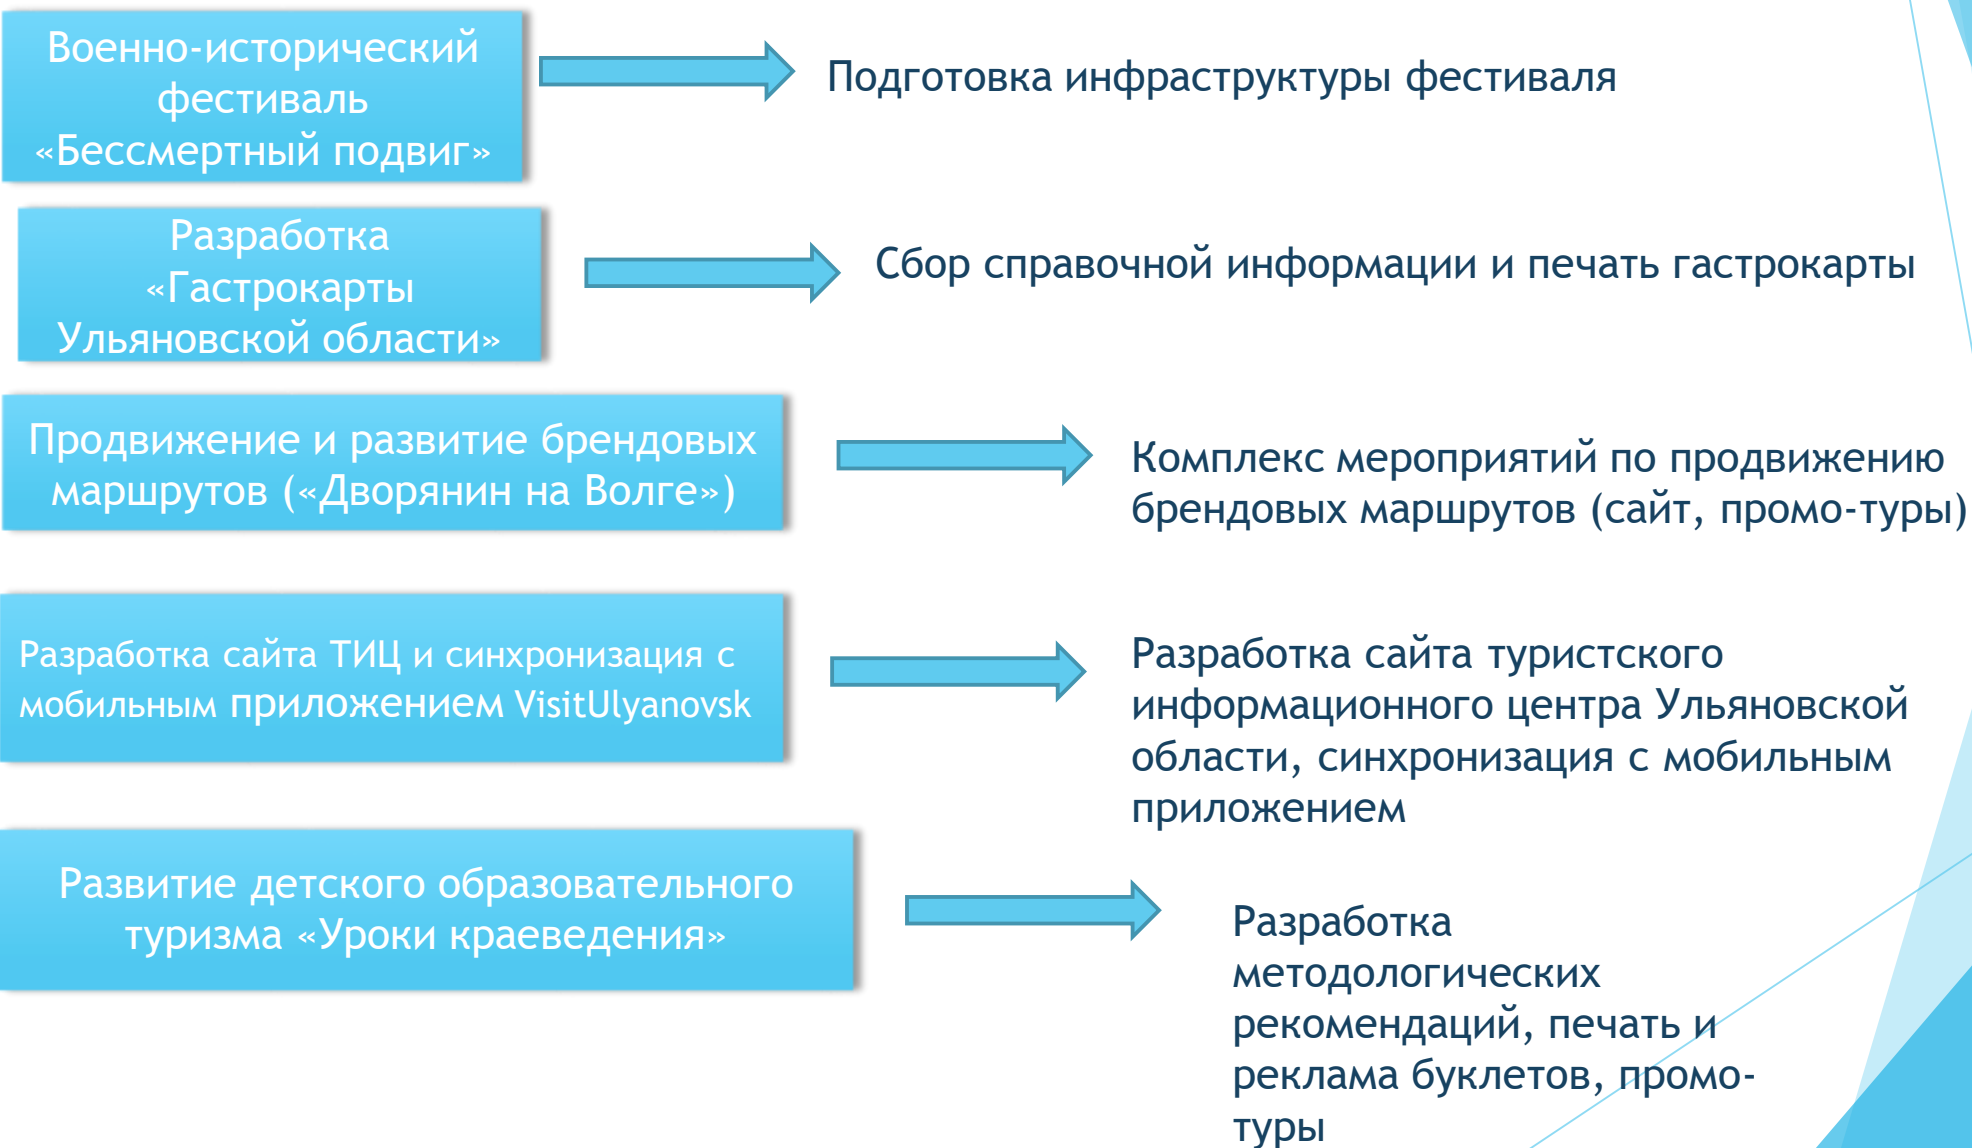 Военно-исторический
фестиваль
«Бессмертный подвиг»
Подготовка инфраструктуры фестиваля
Разработка
«Гастрокарты
Ульяновской области»
Сбор справочной информации и печать гастрокарты
Продвижение и развитие брендовых
маршрутов («Дворянин на Волге»)
Комплекс мероприятий по продвижению
брендовых маршрутов (сайт, промо-туры)
Разработка сайта ТИЦ и синхронизация с
мобильным приложением VisitUlyanovsk
Разработка сайта туристского
информационного центра Ульяновской
области, синхронизация с мобильным
приложением
Развитие детского образовательного
туризма «Уроки краеведения»
Разработка
методологических
рекомендаций, печать и
реклама буклетов, промо-
туры